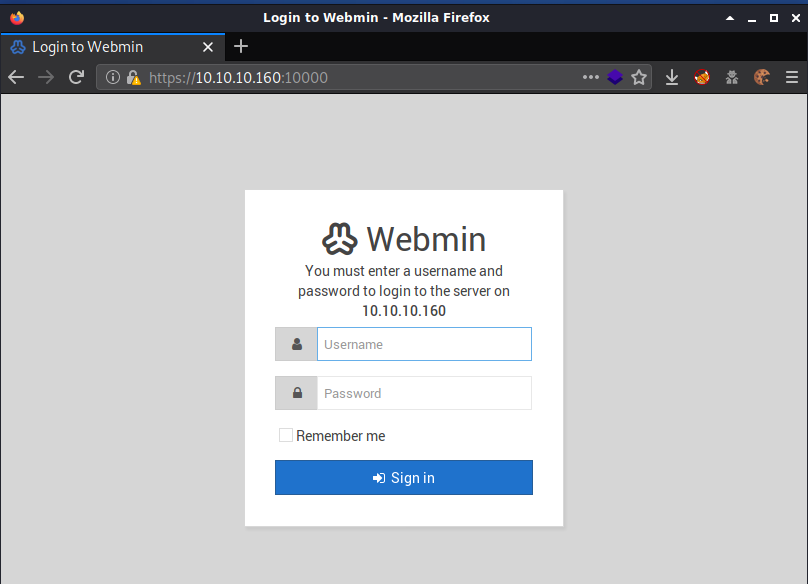 Login to Webmin - Mozilla Firefox
Login to Webmin
https://10.10.10.160:10000
Webmin
You must enter a username and
password to login to the server on
10.10.10.160
Username
Password
Remember me
Sign in